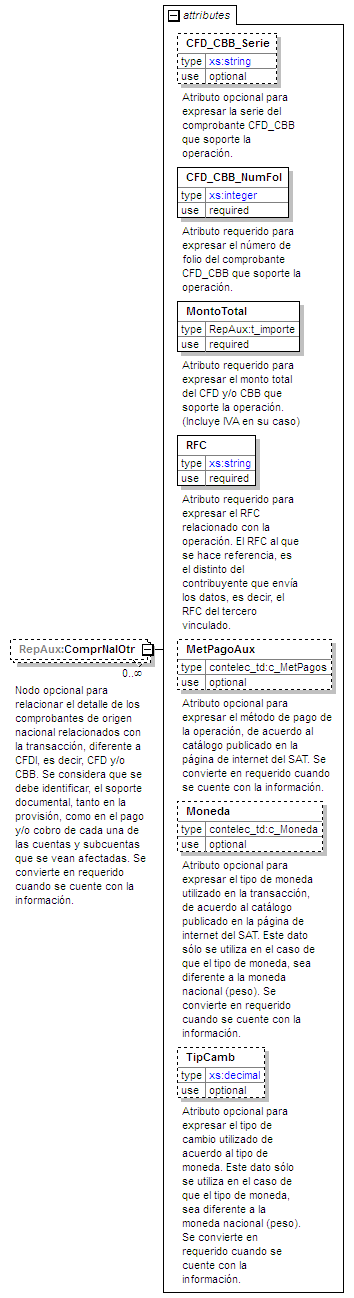 attributes
CFD_CBB_Serie
type xs:string
use optional
Atributo opcional para
expresar la serie del
comprobante CFD_CBB
que soporte la
operación.
CFD_CBB_NumFol
type xs:integer
use required
Atributo requerido para
expresar el número de
folio del comprobante
CFD_CBB que soporte la
operación.
MontoTotal
type RepAux:t_importe
use required
Atributo requerido para
expresar el monto total
del CFD y/o CBB que
soporte la operación.
(Incluye IVA en su caso)
RFC
type xs:string
use required
Atributo requerido para
expresar el RFC
relacionado con la
operación. El RFC al que
se hace referencia, es
el distinto del
contribuyente que envía
los datos, es decir, el
RFC del tercero
vinculado.
RepAux:ComprNalOtr
0..∞
Nodo opcional para
relacionar el detalle de los
comprobantes de origen
nacional relacionados con
la transacción, diferente a
CFDI, es decir, CFD y/o
CBB. Se considera que se
debe identificar, el soporte
documental, tanto en la
provisión, como en el pago
y/o cobro de cada una de
las cuentas y subcuentas
que se vean afectadas. Se
convierte en requerido
cuando se cuente con la
información.
MetPagoAux
type contelec_td:c_MetPagos
use optional
Atributo opcional para
expresar el método de pago de
la operación, de acuerdo al
catálogo publicado en la
página de internet del SAT. Se
convierte en requerido cuando
se cuente con la información.
Moneda
type contelec_td:c_Moneda
use optional
Atributo opcional para
expresar el tipo de moneda
utilizado en la transacción,
de acuerdo al catálogo
publicado en la página de
internet del SAT. Este dato
sólo se utiliza en el caso de
que el tipo de moneda, sea
diferente a la moneda
nacional (peso). Se
convierte en requerido
cuando se cuente con la
información.
TipCamb
type xs:decimal
use optional
Atributo opcional para
expresar el tipo de
cambio utilizado de
acuerdo al tipo de
moneda. Este dato sólo
se utiliza en el caso de
que el tipo de moneda,
sea diferente a la
moneda nacional (peso).
Se convierte en
requerido cuando se
cuente con la
información.